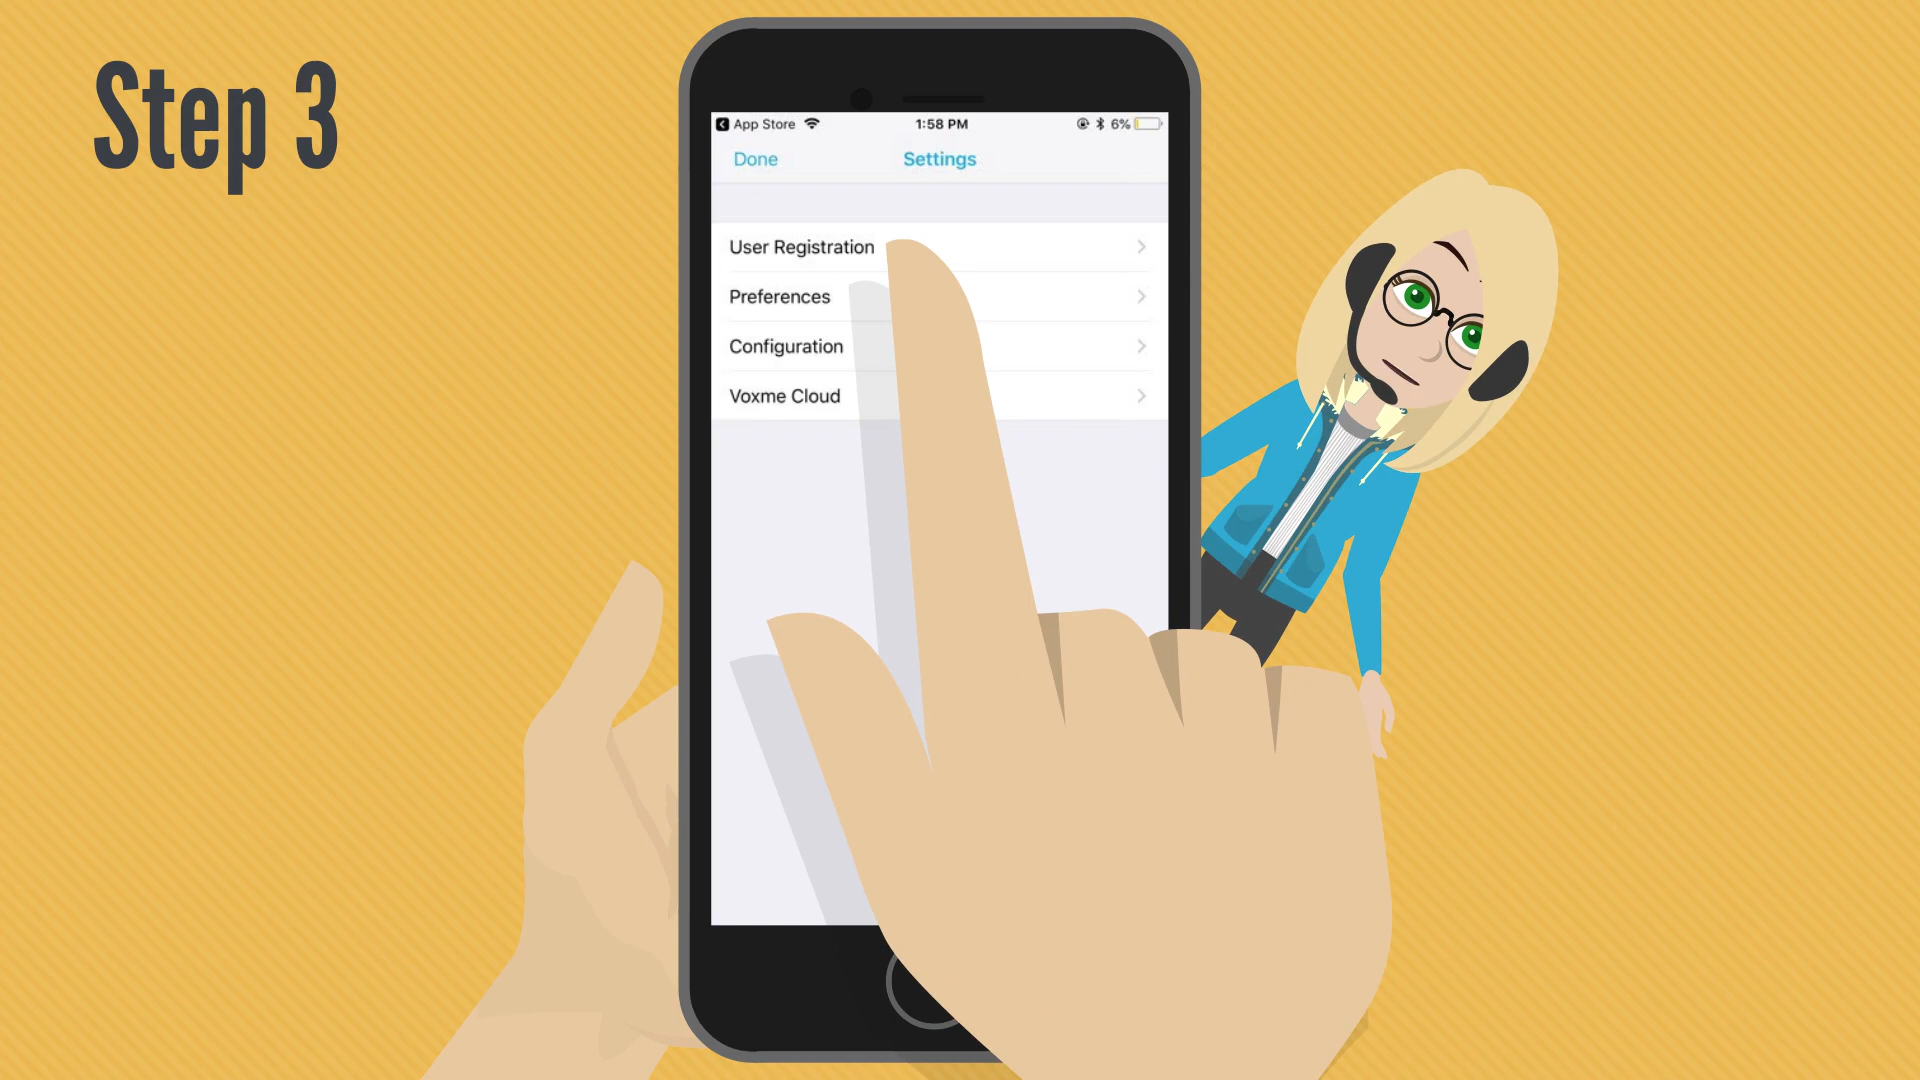 Step 3
App Store 1:58 PM 6%
Done Settings
User Registration
Preferences
Configuration
Voxme Cloud